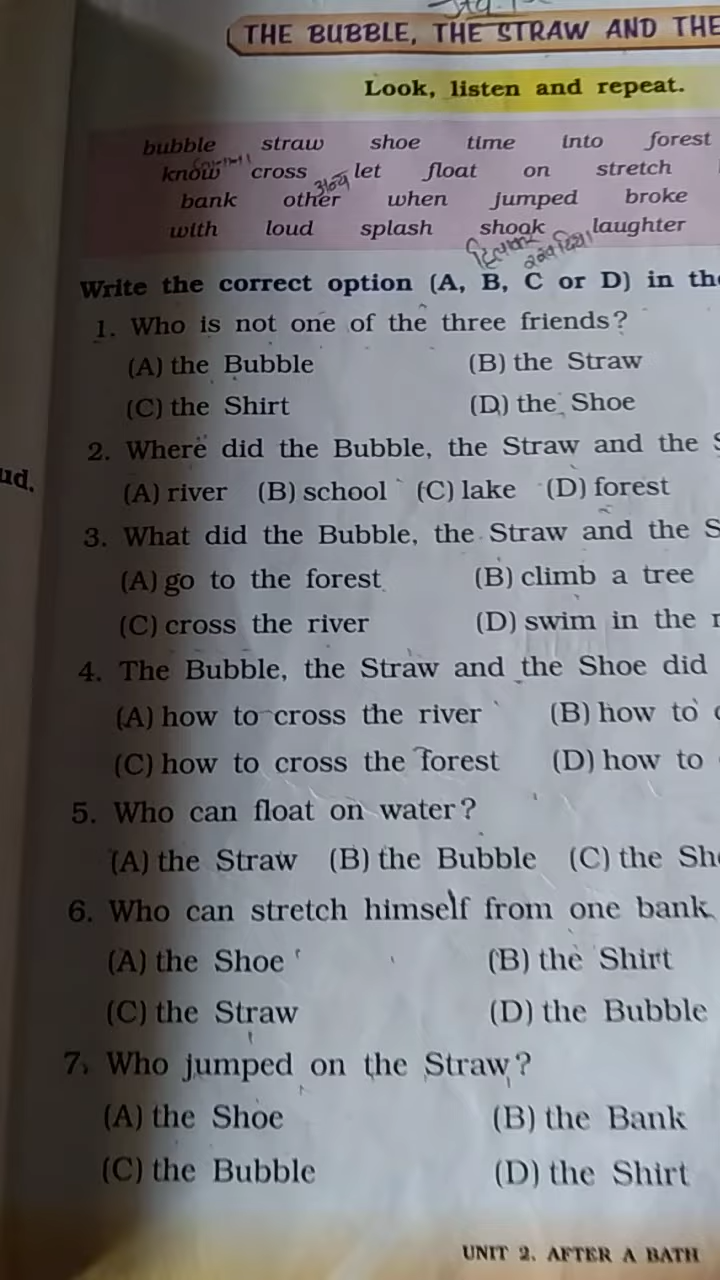 THE BUBBLE, THE STRAW AND THE
Look, listen and repeat.
bubble straw shoe time into forest
know cross let float on stretch
bank other when jumped broke
with loud splash shook laughter
Write the correct option (A, B, C or D) in the
1. Who is not one of the three friends?
(A) the Bubble (B) the Straw
(C) the Shirt (D) the Shoe
2. Where did the Bubble, the Straw and the S
ud.
(A) river (B) school (C) lake (D) forest
3. What did the Bubble, the Straw and the S
(A) go to the forest (B) climb a tree
(C) cross the river (D) swim in the r
4. The Bubble, the Straw and the Shoe did
(A) how to cross the river (B) how to
(C) how to cross the forest (D) how to
5. Who can float on water?
(A) the Straw (B) the Bubble (C) the Sh
6. Who can stretch himself from one bank
(A) the Shoe (B) the Shirt
(C) the Straw (D) the Bubble
7. Who jumped on the Straw?
(A) the Shoe (B) the Bank
(C) the Bubble (D) the Shirt
UNIT 2. AFTER A BATH